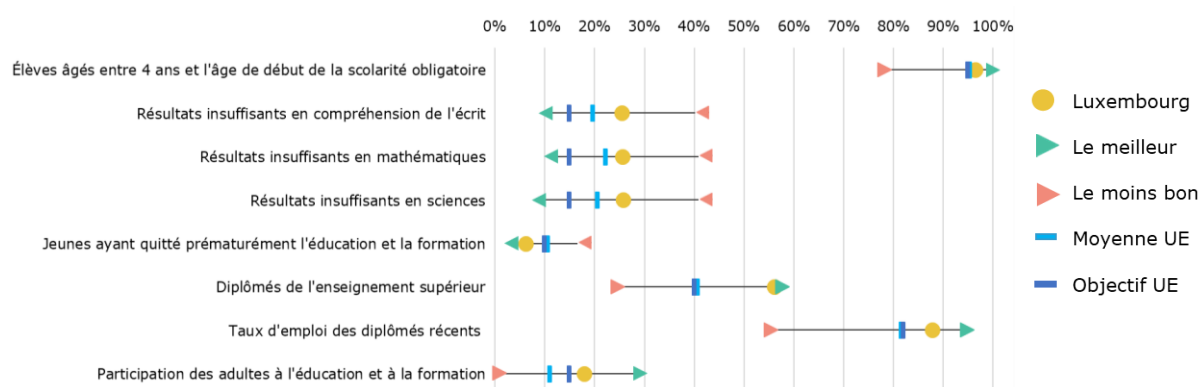 0% 10% 20% 30% 40% 50% 60% 70% 80% 90% 100%
Élèves âgés entre 4 ans et l'âge de début de la scolarité obligatoire
Résultats insuffisants en compréhension de l'écrit
Résultats insuffisants en mathématiques
Résultats insuffisants en sciences
Jeunes ayant quitté prématurément l'éducation et la formation
Diplômés de l'enseignement supérieur
Taux d'emploi des diplômés récents
Participation des adultes à l'éducation et à la formation
Luxembourg
Le meilleur
Le moins bon
Moyenne UE
Objectif UE